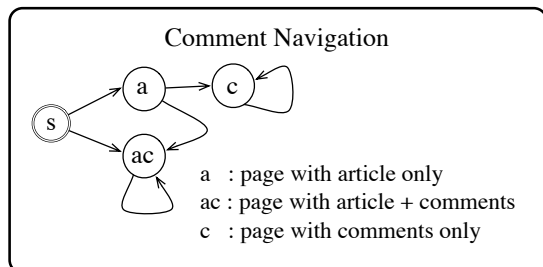 Comment Navigation
a
c
s
ac
a : page with article only
ac : page with article + comments
c : page with comments only